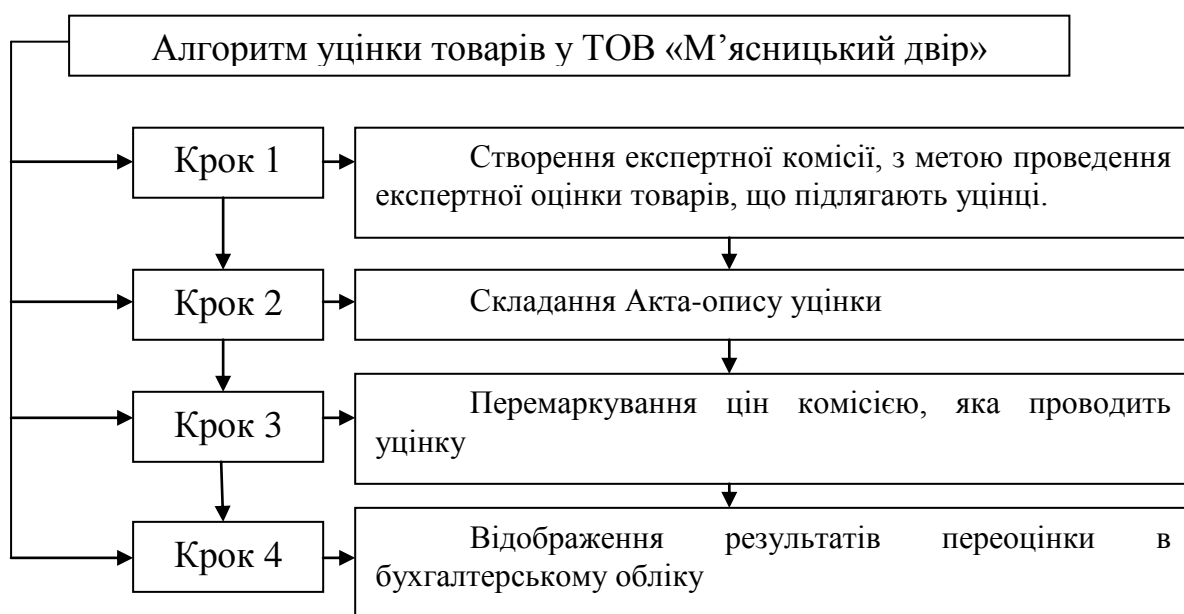 Алгоритм уцінки товарів у ТОВ «М’ясницький двір»
Крок 1
Створення експертної комісії, з метою проведення
експертної оцінки товарів, що підлягають уцінці.
Крок 2
Складання Акта-опису уцінки
Крок 3
Перемаркування цін комісією, яка проводить
уцінку
Крок 4
Відображення результатів переоцінки в
бухгалтерському обліку